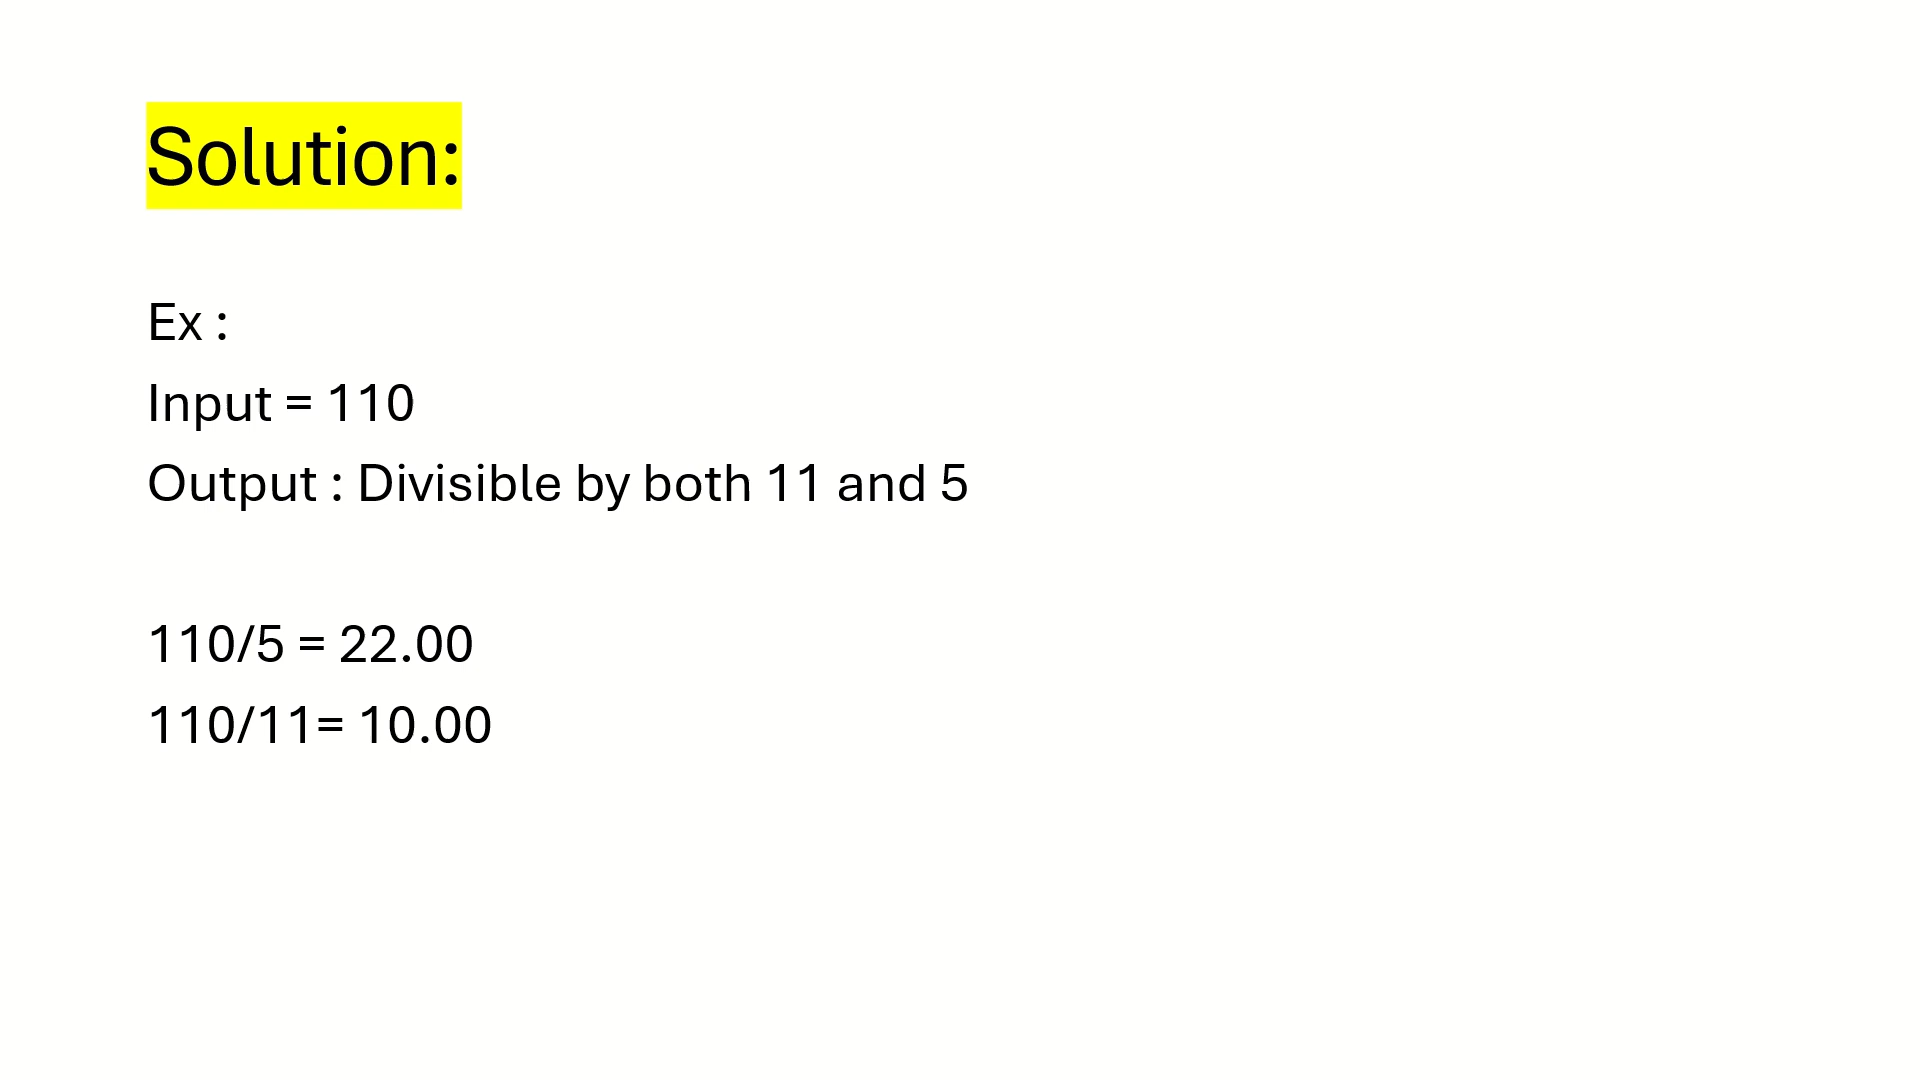 Solution:
Ex :
Input = 110
Output : Divisible by both 11 and 5
110/5 = 22.00
110/11= 10.00